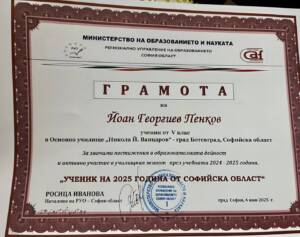 МИНИСТЕРСТВО НА ОБРАЗОВАНИЕТО И НАУКАТА
РЕГИОНАЛНО УПРАВЛЕНИЕ НА ОБРАЗОВАНИЕТО
СОФИЯ-ОБЛАСТ
caf
ГРАМОТА
на
Йоан Георгиев Пенков
ученик от V клас
в Основно училище „Никола Й. Вапцаров" - град Ботевград, Софийска област
За отлични постижения в образователната дейност
и активно участие в училищния живот през учебната 2024 - 2025 година.
„УЧЕНИК НА 2025 ГОДИНА ОТ СОФИЙСКА ОБЛАСТ"
РОСИЦА ИВАНОВА
Началник на РУО - София-област
град София, 4 юни 2025 г.